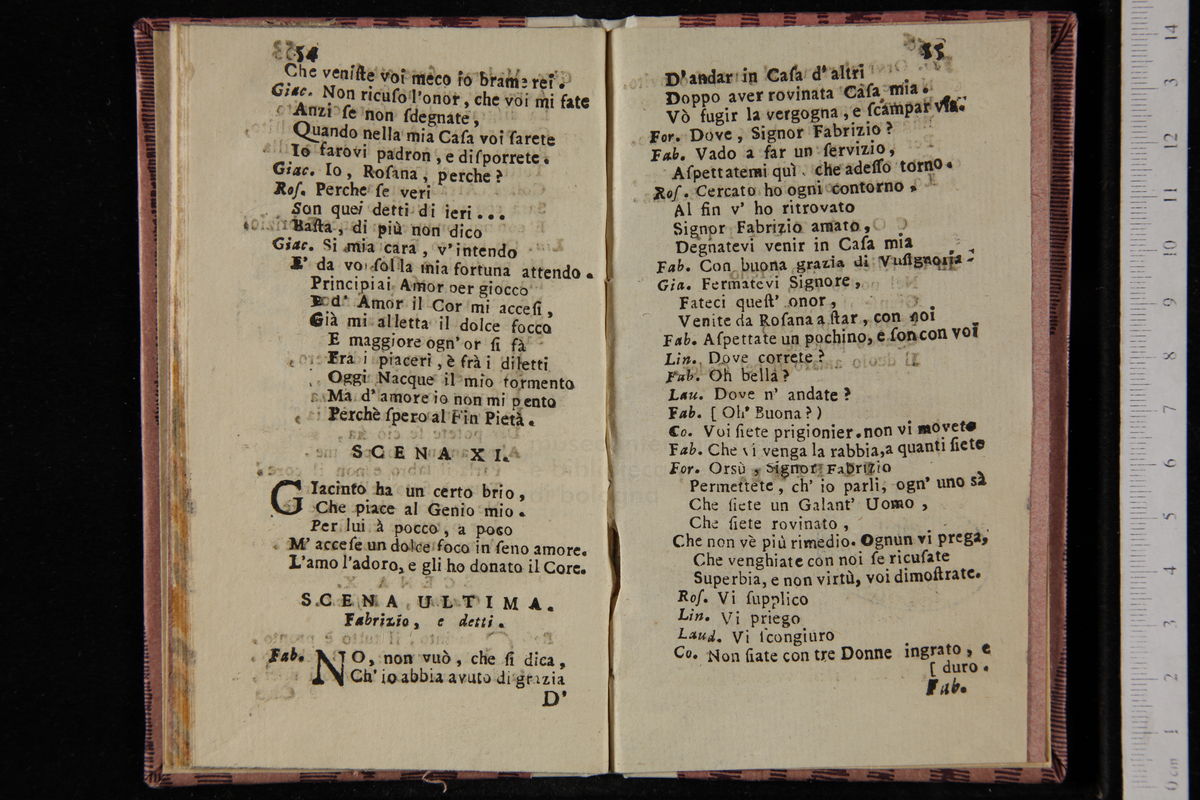 54
Che veniſte voi meco io bramerei.
Giac. Non ricuſo l'onor, che voi mi fate
Anzi ſe non ſdegnate,
Quando nella mia Caſa voi ſarete
Io farovi padron, e diſporrete.
Giac. Io, Roſana, perche?
Roſ. Perche ſe veri
Son quei detti di ieri...
Baſta, di più non dico
Giac. Si mia cara, v'intendo
E' da voi ſol la mia fortuna attendo.
Principiai Amor per giocco
E d' Amor il Cor mi acceſi,
Già mi alletta il dolce focco
E maggiore ogn' or ſi fà
Frà i piaceri, è frà i diletti
Oggi Nacque il mio tormento
Ma d' amore io non mi pento
Perchè ſpero al Fin Pietà.
SCENA XI.
GIacinto ha un certo brio,
Che piace al Genio mio.
Per lui à pocco, a poco
M' acceſe un dolce foco in ſeno amore.
L'amo l'adoro, e gli ho donato il Core.
SCENA ULTIMA.
Fabrizio, e detti.
Fab. NO, non vuò, che ſi dica,
Ch' io abbia avuto di grazia
D'
55
D'andar in Caſa d'altri
Doppo aver rovinata Caſa mia.
Vò fugir la vergogna, e ſcampar via.
For. Dove, Signor Fabrizio?
Fab. Vado a far un ſervizio,
Aſpettatemi quì. che adeſſo torno.
Roſ. Cercato ho ogni contorno,
Al fin v' ho ritrovato
Signor Fabrizio amato,
Degnatevi venir in Caſa mia
Fab. Con buona grazia di Vuſignoria.
Gia. Fermatevi Signore,
Fateci queſt' onor,
Venite da Roſana a ſtar, con noi
Fab. Aſpettate un pochino, e ſon con voi
Lin. Dove correte?
Fab. Oh bella?
Lau. Dove n' andate?
Fab. [Oh' Buona?)
Co. Voi ſiete prigionier. non vi movete
Fab. Che vi venga la rabbia, a quanti ſiete
For. Orsù, Signor Fabrizio
Permettete, ch' io parli, ogn' uno sà
Che ſiete un Galant' Uomo,
Che ſiete rovinato,
Che non vè più rimedio. Ognun vi prega,
Che venghiate con noi ſe ricuſate
Superbia, e non virtù, voi dimoſtrate.
Roſ. Vi ſupplico
Lin. Vi priego
Laud. Vi ſcongiuro
Co. Non ſiate con tre Donne ingrato, e
[duro.
Fab.